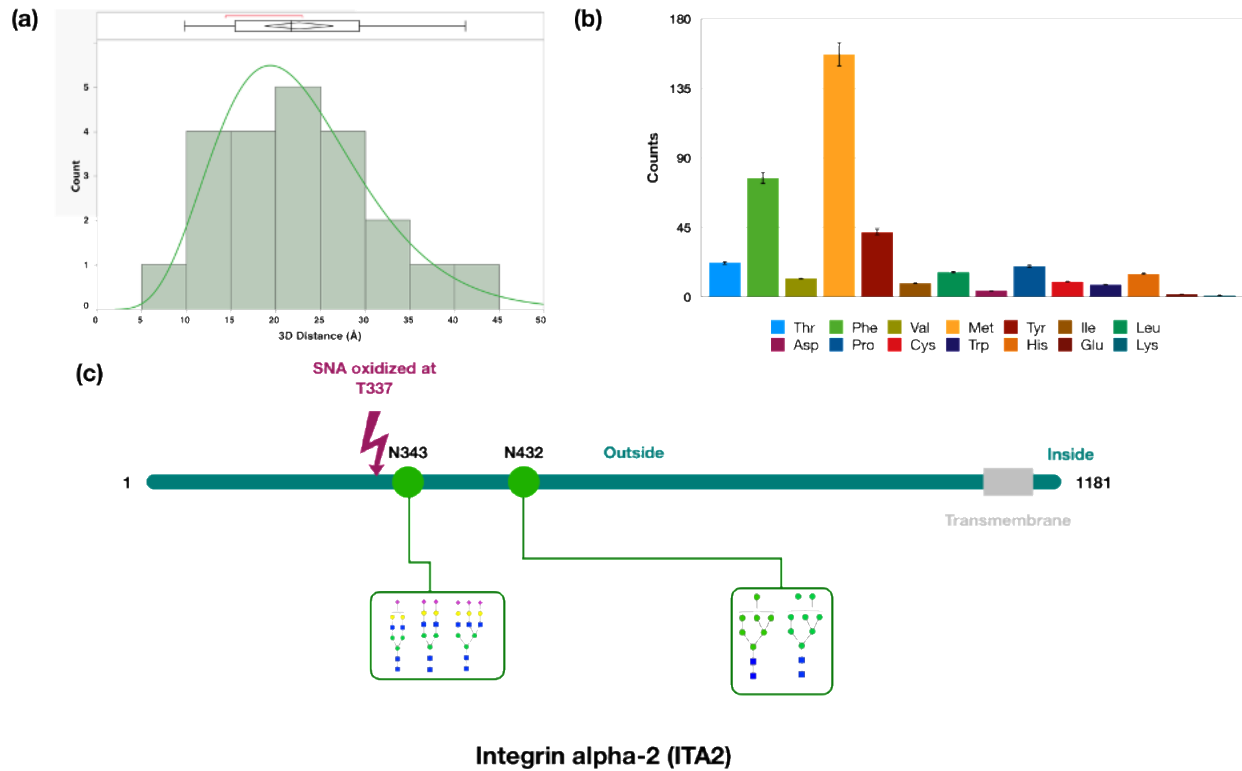 (a)
Count
5
4
3
2
1
0
0 5 10 15 20 25 30 35 40 45 50
3D Distance (Å)
(b)
Counts
180
135
90
45
0
Thr Phe Val Met Tyr Ile Leu
Asp Pro Cys Trp His Glu Lys
(c)
SNA oxidized at
T337
N343 N432 Outside Inside
1 1181
Transmembrane
Integrin alpha-2 (ITA2)